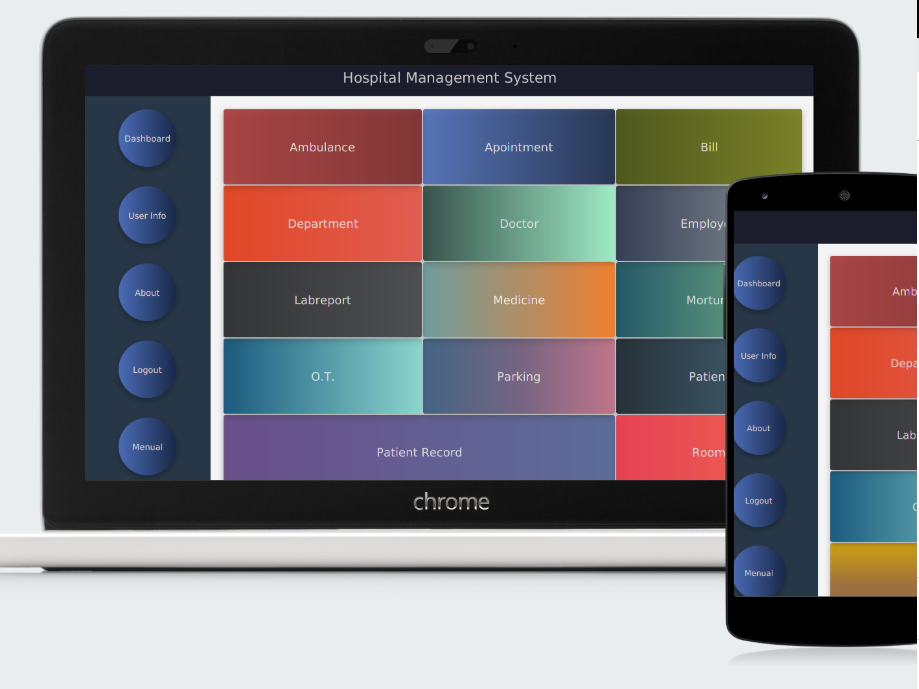 Hospital Management System
Dashboard
User Info
About
Logout
Menual
Ambulance
Apointment
Bill
Department
Doctor
Employ
Labreport
Medicine
Mortu
O.T.
Parking
Patien
Patient Record
Room
chrome
Dashboard
User Info
About
Logout
Menual
Amb
Depa
Lab